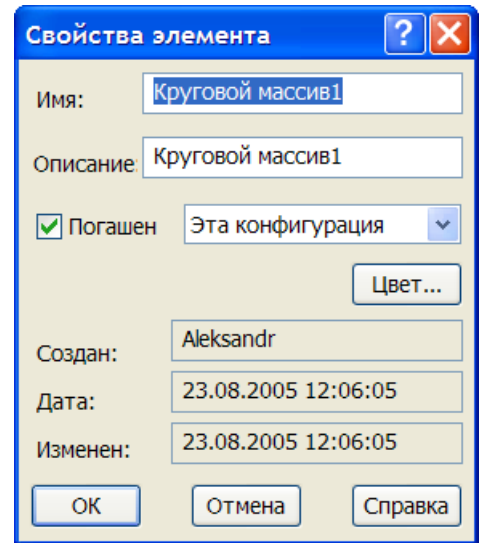 Свойства элемента
Имя: Круговой массив1
Описание: Круговой массив1
Погашен Эта конфигурация
Цвет...
Создан: Aleksandr
Дата: 23.08.2005 12:06:05
Изменен: 23.08.2005 12:06:05
ОК Отмена Справка